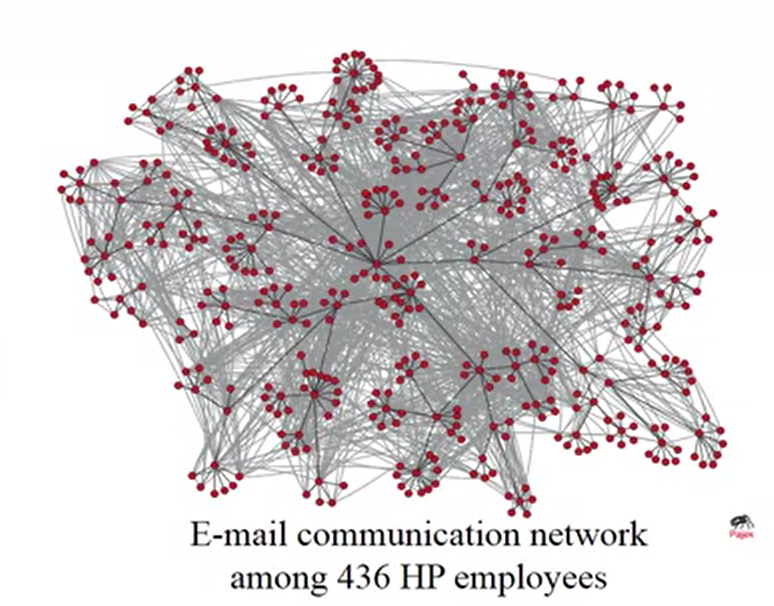 E-mail communication network
among 436 HP employees
Pajek